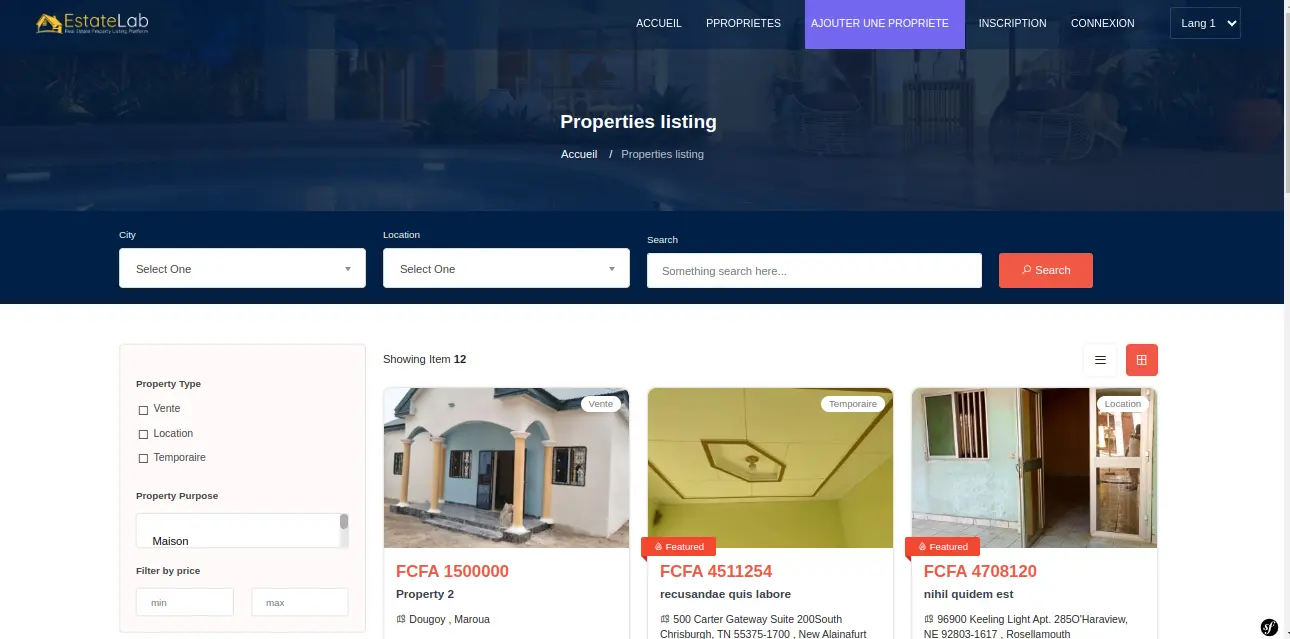 EstateLab
Real Estate Property Listing Platform
ACCUEIL
PPROPRIETES
AJOUTER UNE PROPRIÉTE
INSCRIPTION
CONNEXION
Lang 1
Properties listing
Accueil / Properties listing
City
Location
Search
Select One
Select One
Something search here...
Search
Property Type
Vente
Location
Temporaire
Property Purpose
Maison
Filter by price
min
max
Showing Item 12
Vente
FCFA 1500000
Property 2
Dougoy , Maroua
Temporaire
Featured
FCFA 4511254
recusandae quis labore
500 Carter Gateway Suite 200South
Chrisburgh, TN 55375-1700 , New Alainafurt
Location
Featured
FCFA 4708120
nihil quidem est
96900 Keeling Light Apt. 285O'Haraview,
NE 92803-1617 , Rosellamouth
sf